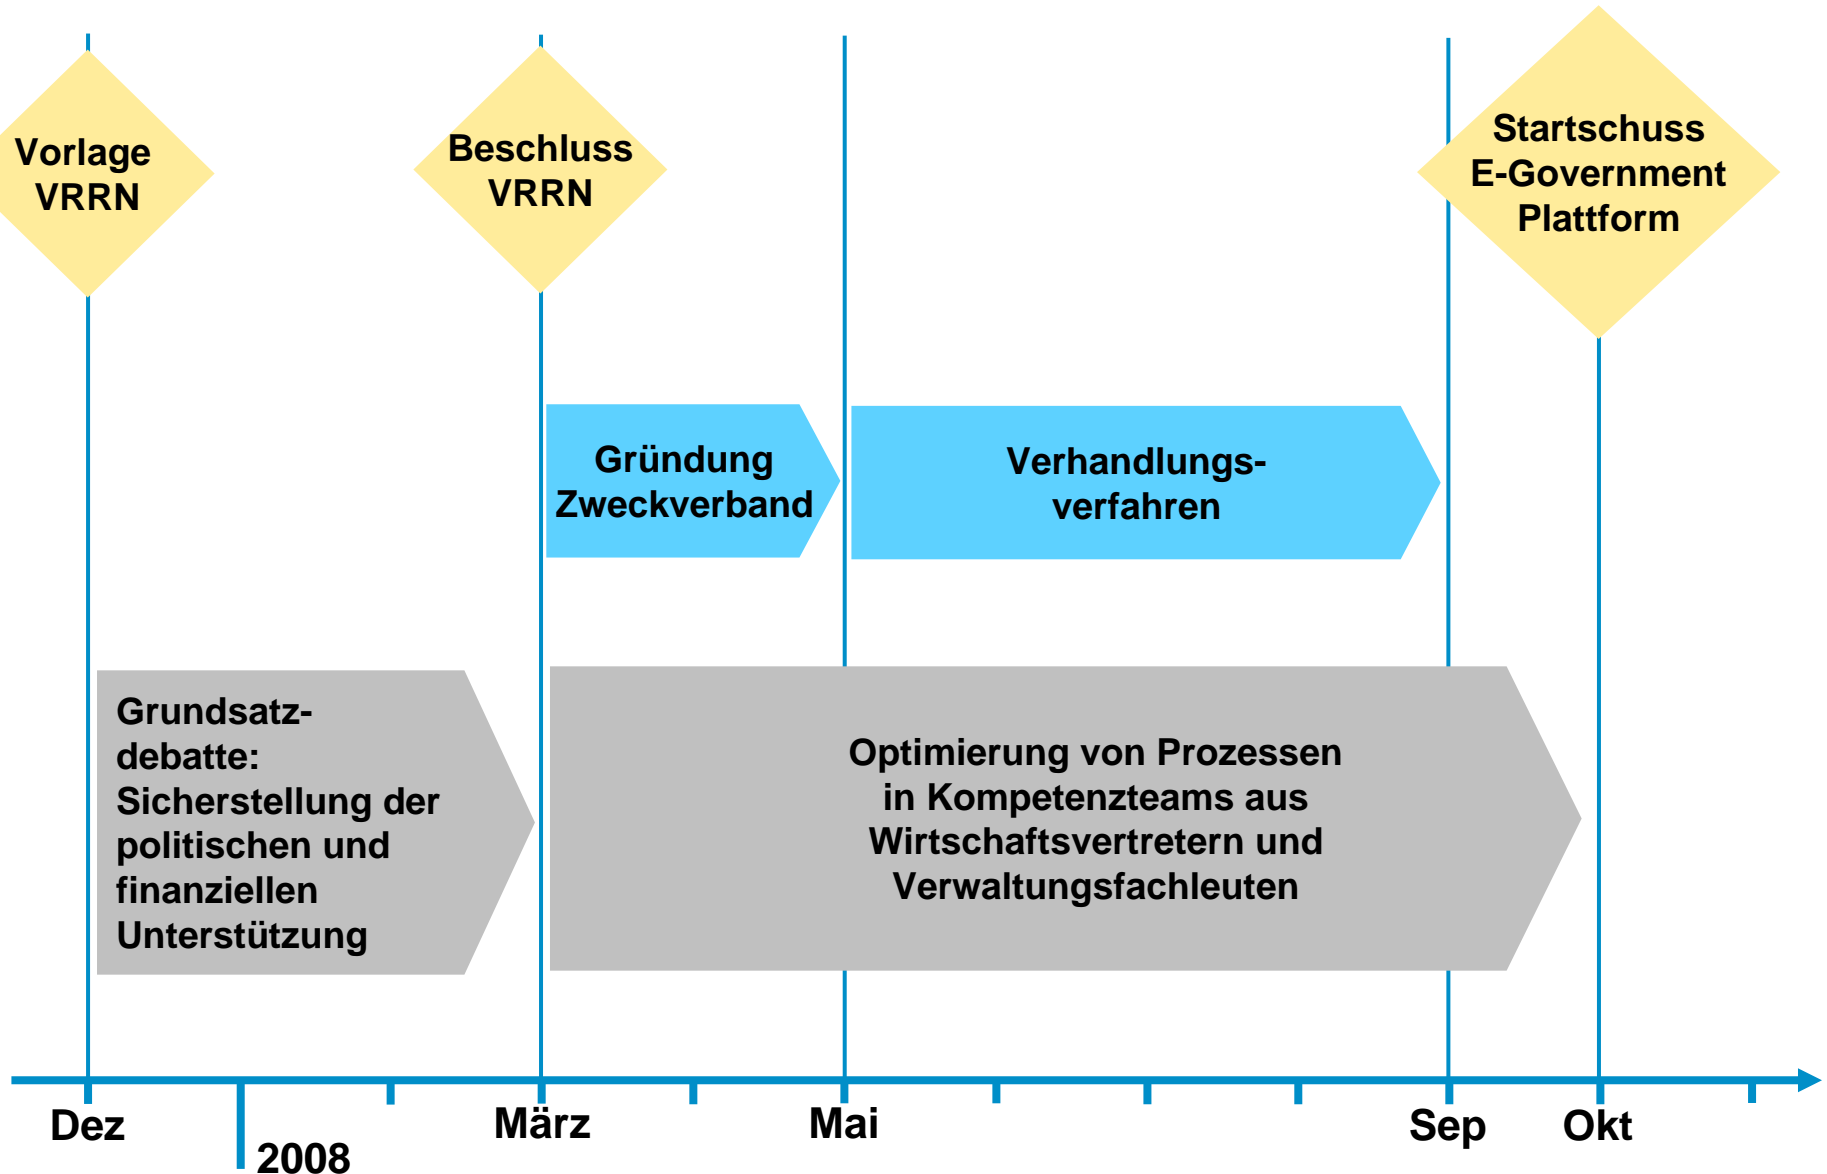 Vorlage
VRRN
Beschluss
VRRN
Startschuss
E-Government
Plattform
Gründung
Zweckverband
Verhandlungs-
verfahren
Grundsatz-
debatte:
Sicherstellung der
politischen und
finanziellen
Unterstützung
Optimierung von Prozessen
in Kompetenzteams aus
Wirtschaftsvertretern und
Verwaltungsfachleuten
Dez
März
Mai
Sep
Okt
2008